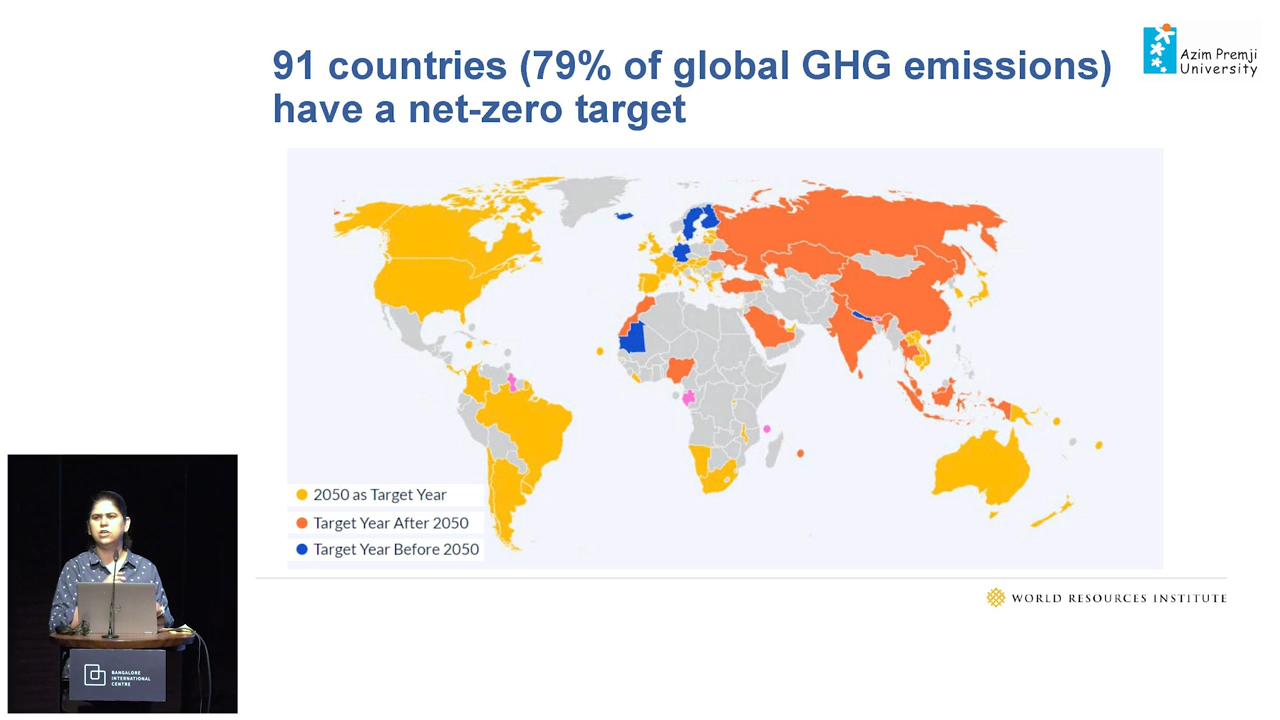 91 countries (79% of global GHG emissions)
have a net-zero target
Azim Premji
University
2050 as Target Year
Target Year After 2050
Target Year Before 2050
WORLD RESOURCES INSTITUTE
BANGALORE
INTERNATIONAL
CENTRE